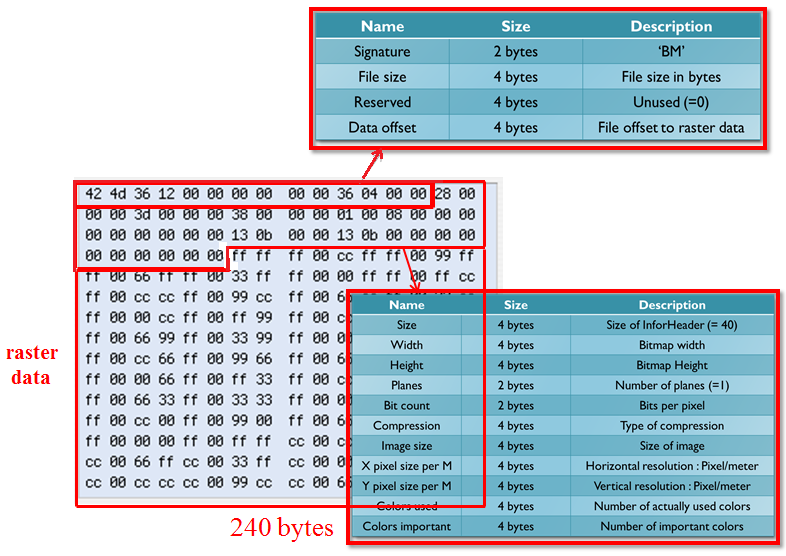 Name Size Description
Signature 2 bytes ‘BM’
File size 4 bytes File size in bytes
Reserved 4 bytes Unused (=0)
Data offset 4 bytes File offset to raster data
42 4d 36 12 00 00 00 00 00 00 36 04 00 00 28 00
00 00 3d 00 00 00 38 00 00 00 01 00 08 00 00 00
00 00 00 00 00 00 13 0b 00 00 13 0b 00 00 00 00
00 00 00 00 00 00 ff ff ff 00 cc ff ff 00 99 ff
ff 00 66 ff ff 00 33 ff ff 00 00 ff ff 00 ff cc
ff 00 cc cc ff 00 99 cc ff 00
ff 00 00 cc ff 00 ff 99 ff 00
ff 00 66 99 ff 00 33 99 ff 00
ff 00 cc 66 ff 00 99 66 ff 00
ff 00 00 66 ff 00 ff 33 ff 00
ff 00 66 33 ff 00 33 33 ff 00
ff 00 cc 00 ff 00 99 00 ff 00
ff 00 00 00 ff 00 ff ff cc 00
cc 00 66 ff cc 00 33 ff cc 00
cc 00 cc cc cc 00 99 cc cc 00
raster
data
240 bytes
Name Size Description
Size 4 bytes Size of InforHeader (= 40)
Width 4 bytes Bitmap width
Height 4 bytes Bitmap Height
Planes 2 bytes Number of planes (=1)
Bit count 2 bytes Bits per pixel
Compression 4 bytes Type of compression
Image size 4 bytes Size of image
X pixel size per M 4 bytes Horizontal resolution : Pixel/meter
Y pixel size per M 4 bytes Vertical resolution : Pixel/meter
Colors used 4 bytes Number of actually used colors
Colors important 4 bytes Number of important colors